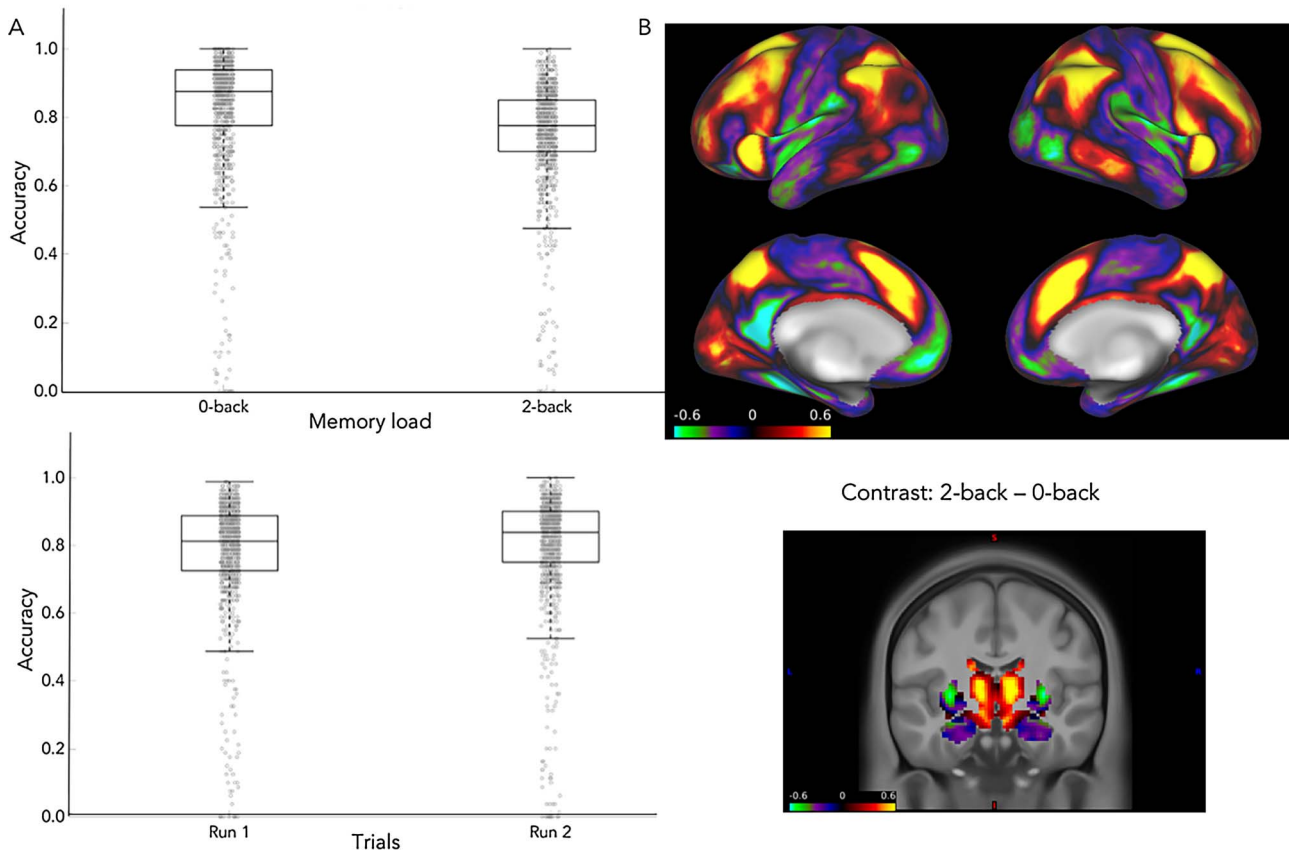 A
1.0
0.8
0.6
0.4
0.2
0.0
Accuracy
0-back
2-back
Memory load
1.0
0.8
0.6
0.4
0.2
0.0
Accuracy
Run 1
Run 2
Trials
B
-0.6 0 0.6
Contrast: 2-back – 0-back
S
L
R
I
-0.6 0 0.6